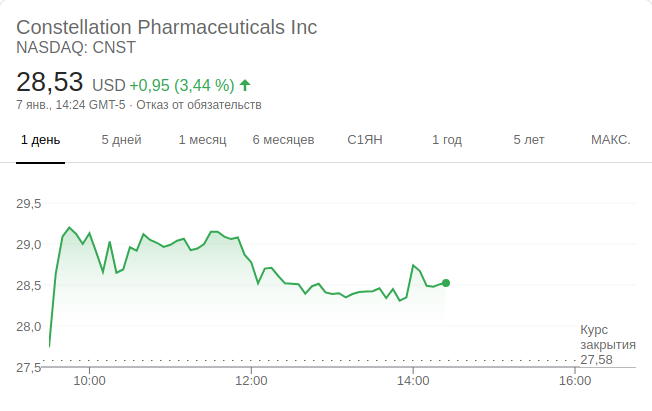 Constellation Pharmaceuticals Inc
NASDAQ: CNST
28,53 USD +0,95 (3,44 %)
7 янв., 14:24 GMT-5 · Отказ от обязательств
1 день 5 дней 1 месяц 6 месяцев С1ЯН 1 год 5 лет МАКС.
29,5
29,0
28,5
28,0
27,5
Курс
закрытия
27,58
10:00 12:00 14:00 16:00